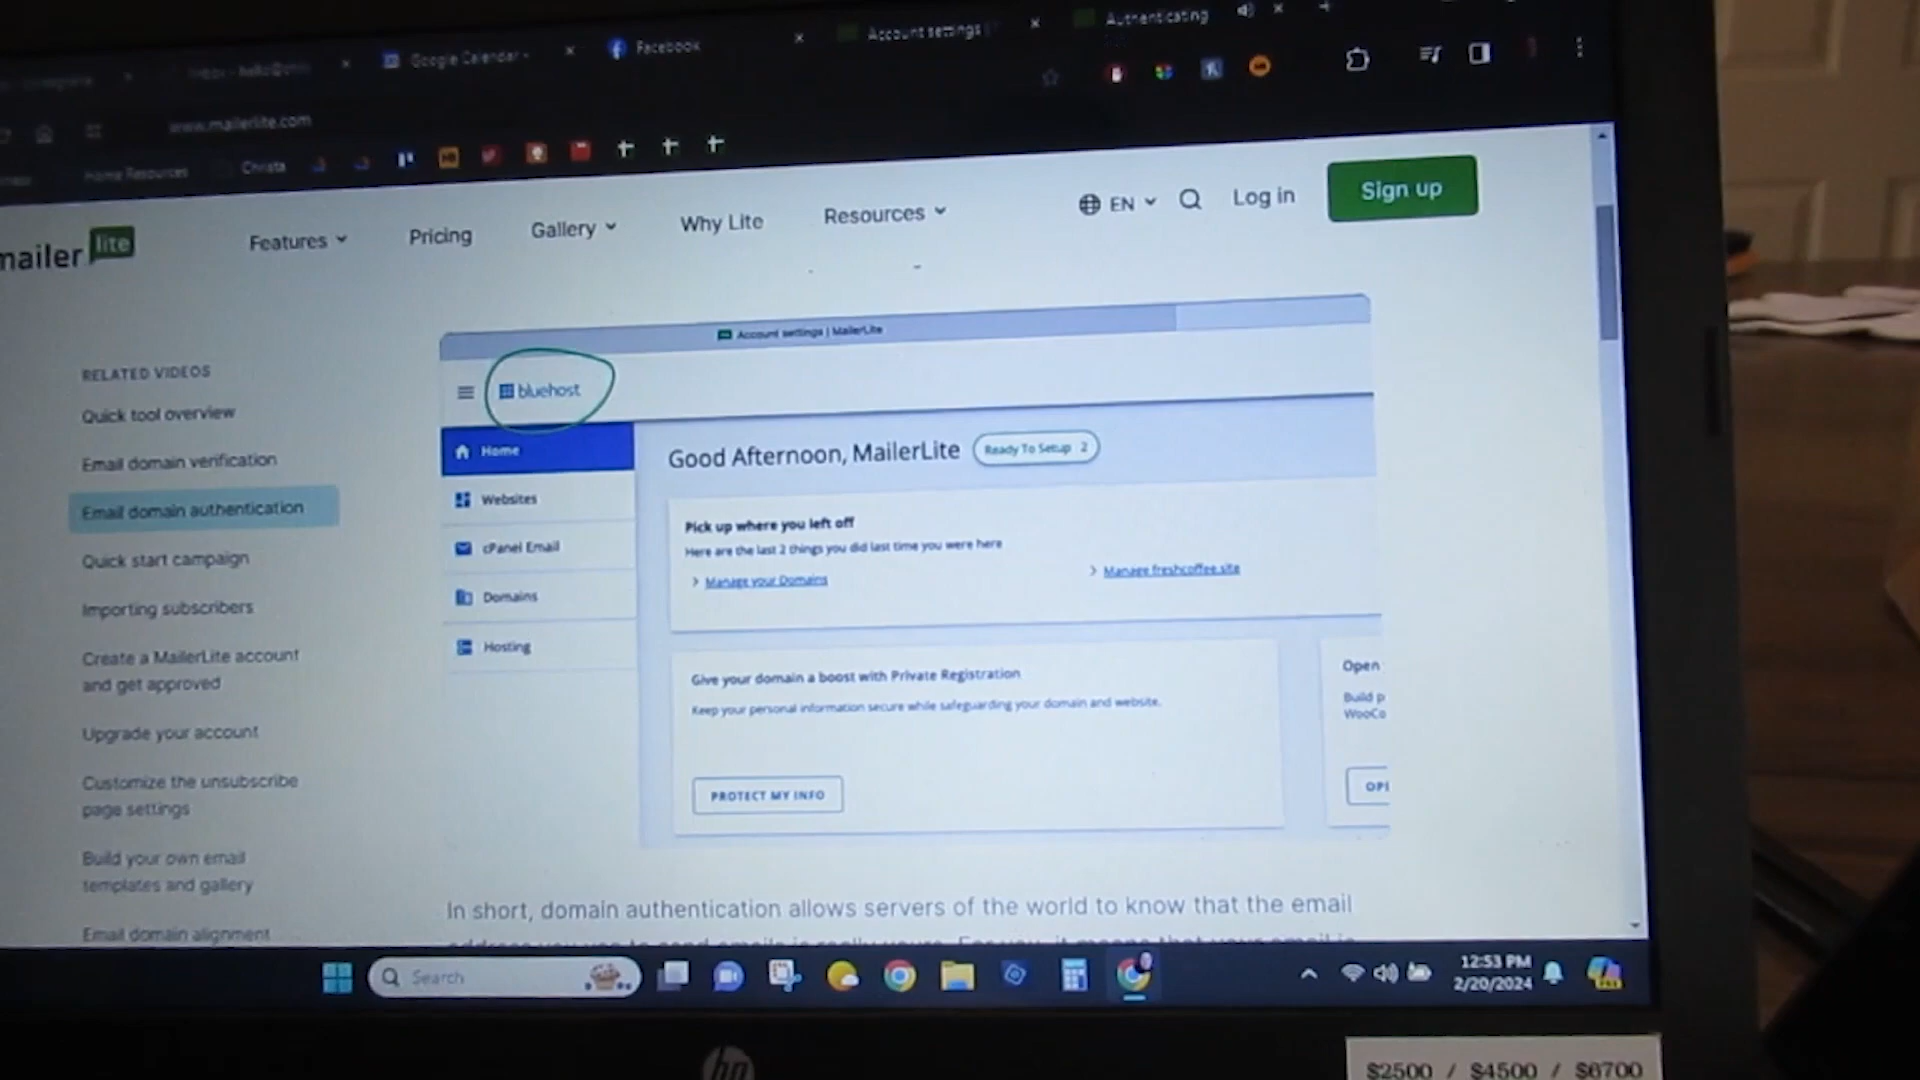 Google Calendar -
Facebook
Account settings |
Authenticating
www.mailerlite.com
Home Resources
Christa
mailer lite
Features
Pricing
Gallery
Why Lite
Resources
EN
Log in
Sign up
RELATED VIDEOS
Quick tool overview
Email domain verification
Email domain authentication
Quick start campaign
Importing subscribers
Create a MailerLite account
and get approved
Upgrade your account
Customize the unsubscribe
page settings
Build your own email
templates and gallery
Email domain alignment
Account settings | MailerLite
bluehost
Home
Websites
cPanel Email
Domains
Hosting
Good Afternoon, MailerLite
Ready To Setup 2
Pick up where you left off
Here are the last 2 things you did last time you were here
Manage your Domains
Manage freshcoffee.site
Give your domain a boost with Private Registration
Keep your personal information secure while safeguarding your domain and website.
PROTECT MY INFO
Open
Build p
WooCo
OPE
In short, domain authentication allows servers of the world to know that the email
Search
12:53 PM
2/20/2024
hp
$2500 / $4500 / $6700